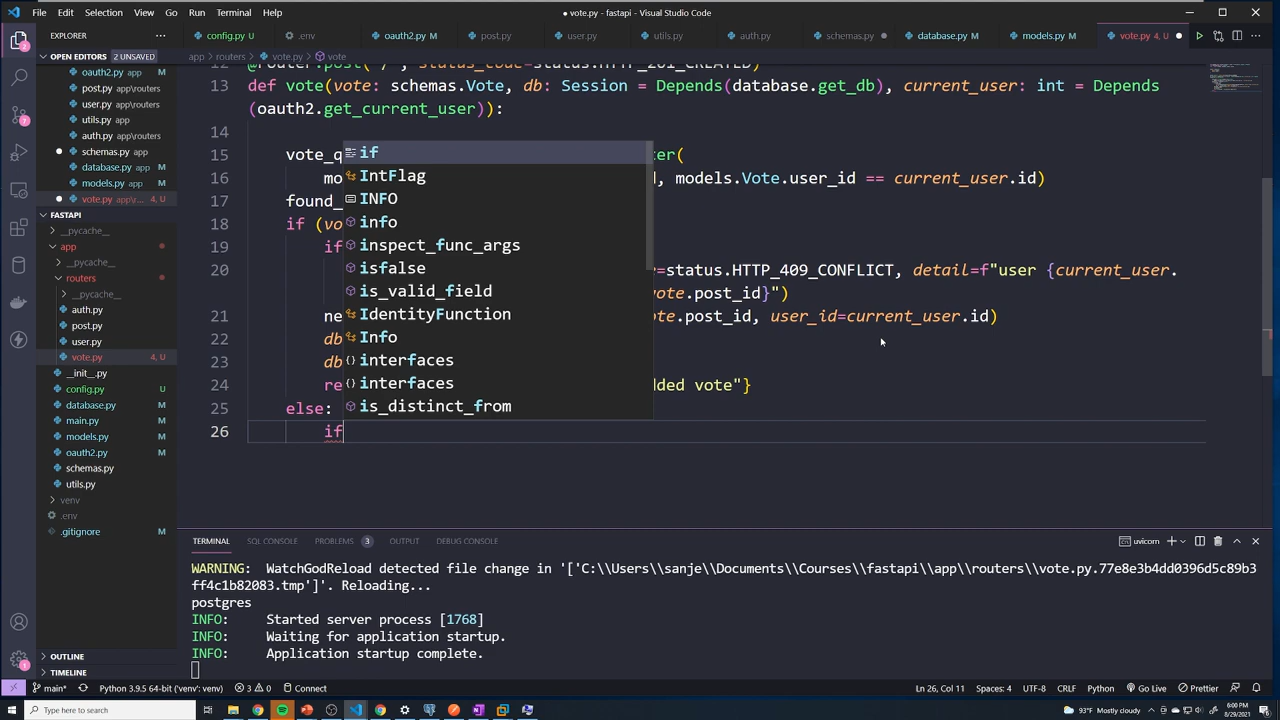 File Edit Selection View Go Run Terminal Help
● vote.py - fastapi - Visual Studio Code
EXPLORER
config.py U
.env
oauth2.py M
post.py
user.py
utils.py
auth.py
schemas.py
database.py M
models.py M
vote.py 4, U
OPEN EDITORS 2 UNSAVED
app > routers > vote.py > vote
oauth2.py app M
post.py app\routers
user.py app\routers
utils.py app
auth.py app\routers
schemas.py app
database.py app M
models.py app M
vote.py app\r... 4, U
FASTAPI
__pycache__
app
__pycache__
routers
__pycache__
auth.py
post.py
user.py
vote.py 4, U
__init__.py
config.py U
database.py M
main.py
models.py M
oauth2.py M
schemas.py
utils.py
venv
.env
.gitignore M
OUTLINE
TIMELINE
12 @router.post("/", status_code=status.HTTP_201_CREATED)
13 def vote(vote: schemas.Vote, db: Session = Depends(database.get_db), current_user: int = Depends
(oauth2.get_current_user)):
14
15 vote_q ter(
16 mo d, models.Vote.user_id == current_user.id)
17 found_
18 if (vo
19 if
20 =status.HTTP_409_CONFLICT, detail=f"user {current_user.
vote.post_id}")
21 ne te.post_id, user_id=current_user.id)
22 db
23 db
24 re dded vote"}
25 else:
26 if
if
IntFlag
INFO
info
inspect_func_args
isfalse
is_valid_field
IdentityFunction
Info
interfaces
interfaces
is_distinct_from
TERMINAL SQL CONSOLE PROBLEMS 3 OUTPUT DEBUG CONSOLE
uvicorn
WARNING: WatchGodReload detected file change in '['C:\\Users\\sanje\\Documents\\Courses\\fastapi\\app\\routers\\vote.py.77e8e3b4dd0396d5c89b3
ff4c1b82083.tmp']'. Reloading...
postgres
INFO: Started server process [1768]
INFO: Waiting for application startup.
INFO: Application startup complete.
main* Python 3.9.5 64-bit ('venv': venv) 3 0 Connect
Ln 26, Col 11 Spaces: 4 UTF-8 CRLF Python Go Live Prettier
Type here to search
93°F Mostly cloudy
6:00 PM
8/29/2021